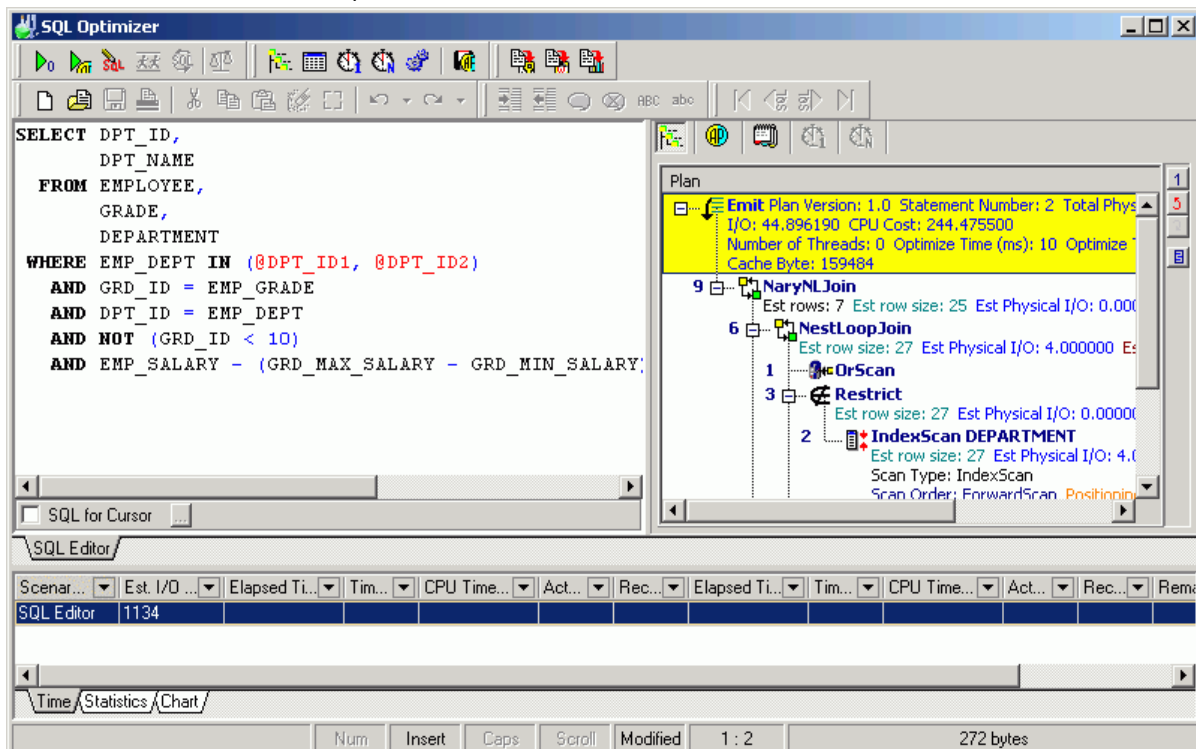 SQL Optimizer
SQL
ABC abc
SELECT DPT_ID,
DPT_NAME
FROM EMPLOYEE,
GRADE,
DEPARTMENT
WHERE EMP_DEPT IN (@DPT_ID1, @DPT_ID2)
AND GRD_ID = EMP_GRADE
AND DPT_ID = EMP_DEPT
AND NOT (GRD_ID < 10)
AND EMP_SALARY - (GRD_MAX_SALARY - GRD_MIN_SALARY)
SQL for Cursor ...
SQL Editor
AP
Plan
Emit Plan Version: 1.0 Statement Number: 2 Total Phys
I/O: 44.896190 CPU Cost: 244.475500
Number of Threads: 0 Optimize Time (ms): 10 Optimize T
Cache Byte: 159484
9 NaryNLJoin
Est rows: 7 Est row size: 25 Est Physical I/O: 0.000
6 NestLoopJoin
Est row size: 27 Est Physical I/O: 4.000000 Es
1 OrScan
3 Restrict
Est row size: 27 Est Physical I/O: 0.00000
2 IndexScan DEPARTMENT
Est row size: 27 Est Physical I/O: 4.0
Scan Type: IndexScan
Scan Order: ForwardScan Positioning
1
5
Scenar... Est. I/O ... Elapsed Ti... Tim... CPU Time... Act... Rec... Elapsed Ti... Tim... CPU Time... Act... Rec... Rema
SQL Editor 1134
Time Statistics Chart
Num Insert Caps Scroll Modified 1 : 2 272 bytes